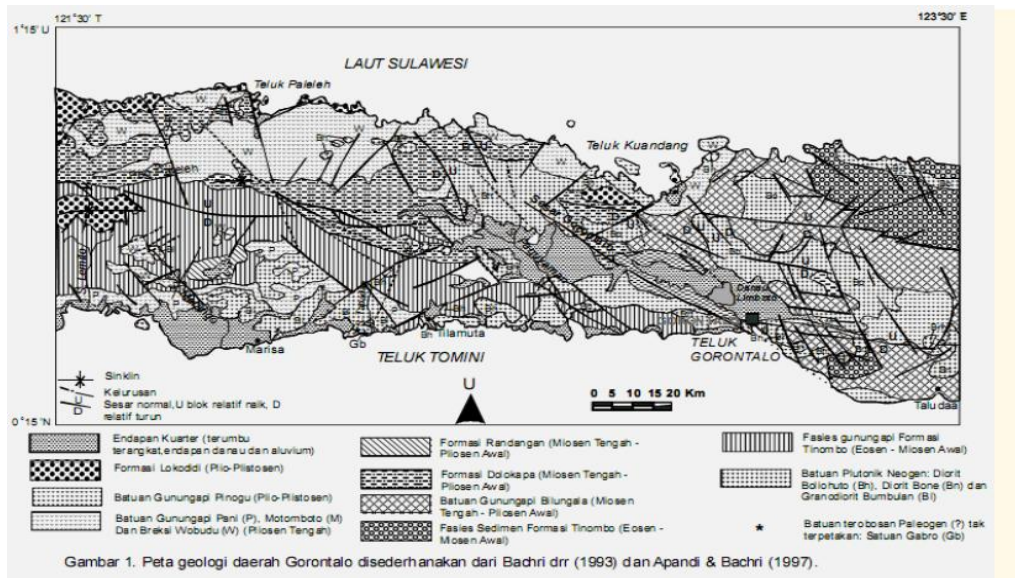 121°30' T
123°30' E
1°15' U
LAUT SULAWESI
Teluk Paleleh
Teluk Kuandang
Danau
Limboto
Marisa
Gb
Bh
Tilamuta
TELUK TOMINI
TELUK
GORONTALO
Taludaa
U
0 5 10 15 20 Km
0°15'N
Sinklin
Kelurusan
U
D
Sesar normal,U blok relatif naik, D
relatif turun
Endapan Kuarter (terumbu
terangkat,endapan danau dan aluvium)
Formasi Lokodidi (Plio-Plistosen)
Batuan Gunungapi Pinogu (Plio-Plistosen)
Batuan Gunungapi Pani (P), Motomboto (M)
Dan Breksi Wobudu (W) (Pliosen Tengah)
Formasi Randangan (Miosen Tengah -
Pliosen Awal)
Formasi Dolokapa (Miosen Tengah -
Pliosen Awal)
Batuan Gunungapi Bilungala (Miosen
Tengah - Pliosen Awal)
Fasies Sedimen Formasi Tinombo (Eosen -
Miosen Awal)
Fasies gunungapi Formasi
Tinombo (Eosen - Miosen Awal)
Batuan Plutonik Neogen: Diorit
Boliohuto (Bh), Diorit Bone (Bn) dan
Granodiorit Bumbulan (Bl)
Batuan terobosan Paleogen (?) tak
terpetakan: Satuan Gabro (Gb)
Gambar 1. Peta geologi daerah Gorontalo disederhanakan dari Bachri drr (1993) dan Apandi & Bachri (1997).